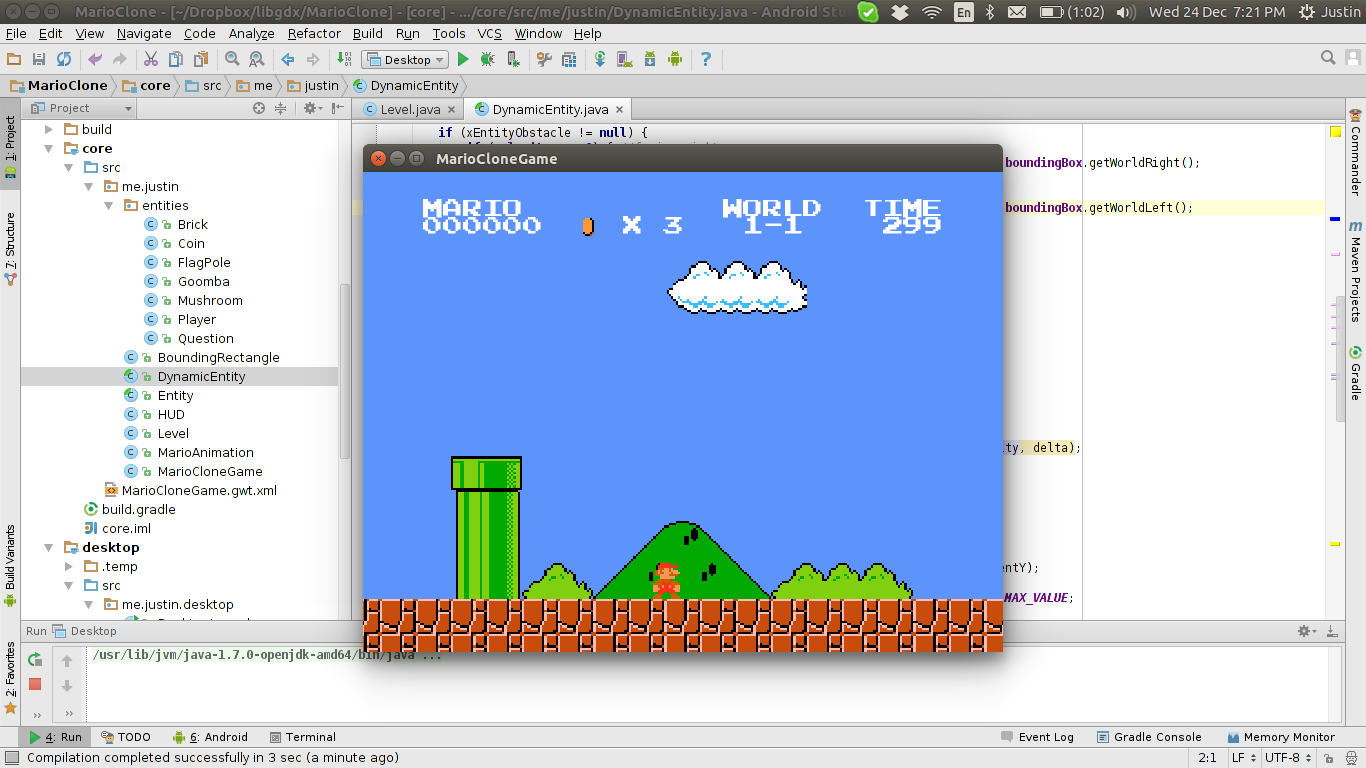 MarioClone - [~/Dropbox/libgdx/MarioClone] - [core] - .../core/src/me/justin/DynamicEntity.java - Android Stu
En (1:02) Wed 24 Dec 7:21 PM Justin
File Edit View Navigate Code Analyze Refactor Build Run Tools VCS Window Help
Desktop
MarioClone core src me justin DynamicEntity
Project
Level.java DynamicEntity.java
1: Project
7: Structure
Build Variants
2: Favorites
build
core
src
me.justin
entities
Brick
Coin
FlagPole
Goomba
Mushroom
Player
Question
BoundingRectangle
DynamicEntity
Entity
HUD
Level
MarioAnimation
MarioCloneGame
MarioCloneGame.gwt.xml
build.gradle
core.iml
desktop
.temp
src
me.justin.desktop
if (xEntityObstacle != null) {
boundingBox.getWorldRight();
boundingBox.getWorldLeft();
ty, delta);
entY);
MAX_VALUE;
MarioCloneGame
MARIO WORLD TIME
000000 X 3 1-1 299
Commander
Maven Projects
Gradle
Run Desktop
/usr/lib/jvm/java-1.7.0-openjdk-amd64/bin/java ...
4: Run TODO 6: Android Terminal Event Log Gradle Console Memory Monitor
Compilation completed successfully in 3 sec (a minute ago) 2:1 LF UTF-8